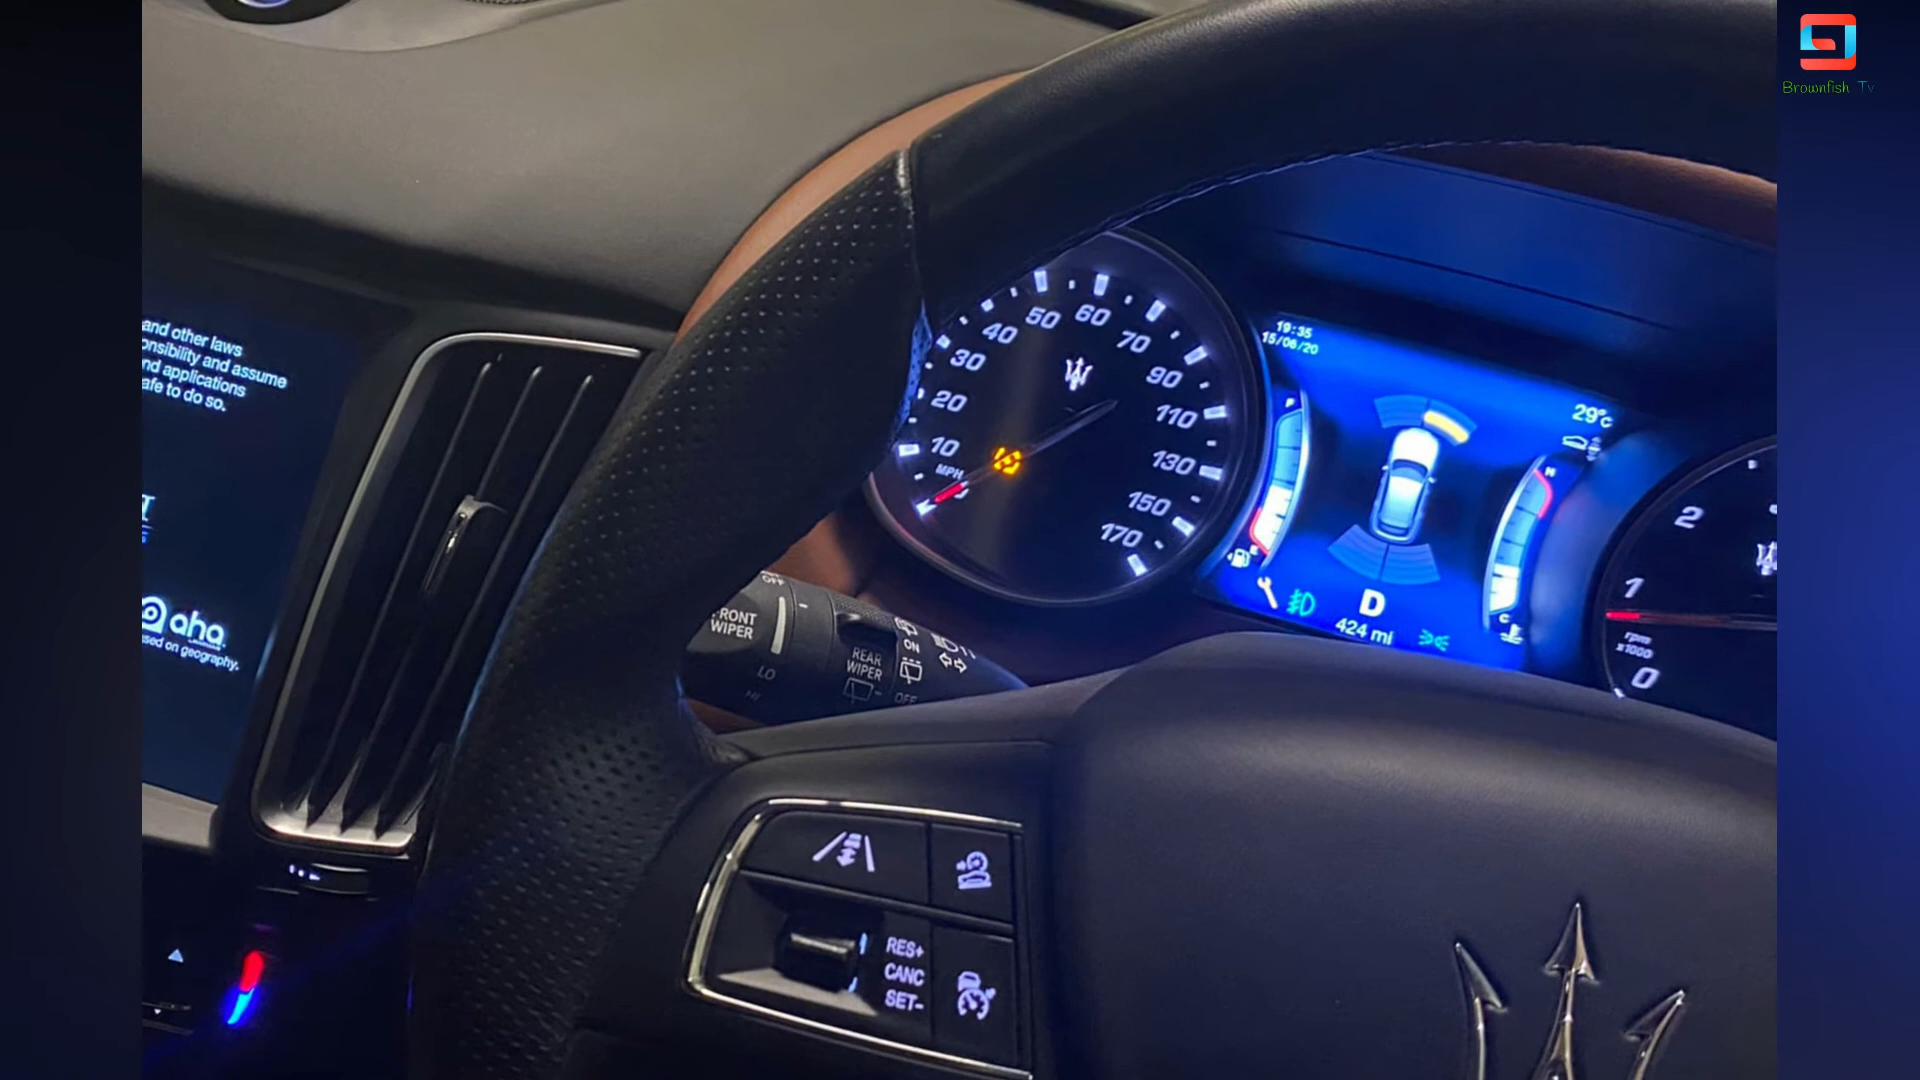 Brownfish Tv
and other laws
onsibility and assume
nd applications
afe to do so.
aha
sed on geography.
10
20
30
40
50
60
70
90
110
130
150
170
MPH
19:35
15/06/20
29°c
F
E
H
C
D
424 mi
2
1
0
rpm
x1000
OFF
FRONT
WIPER
LO
HI
REAR
WIPER
ON
OFF
RES+
CANC
SET-